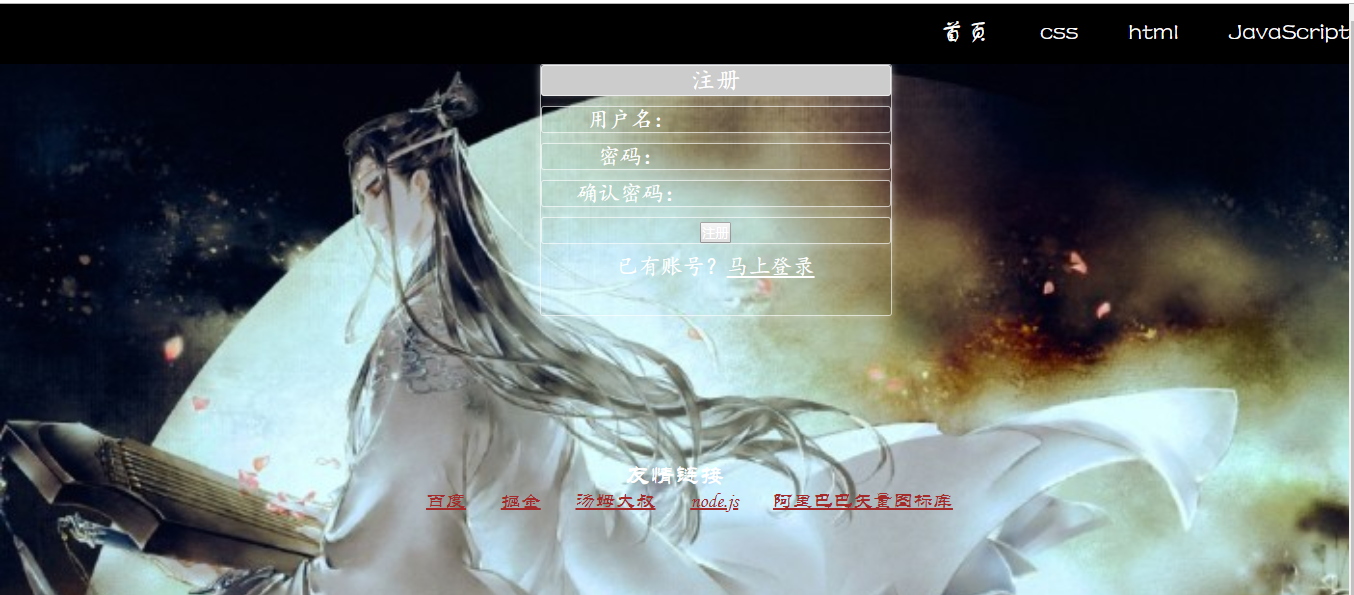 首页 css html JavaScript
注册
用户名：
密码：
确认密码：
注册
已有账号？马上登录
友情链接
百度 掘金 汤姆大叔 node.js 阿里巴巴矢量图标库